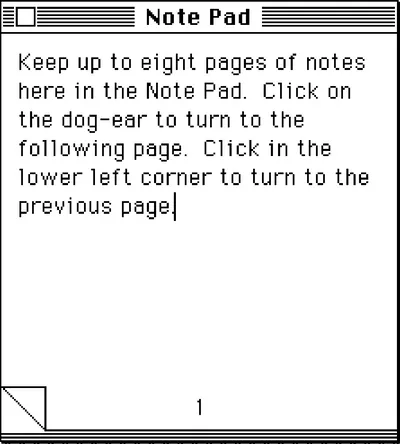 Note Pad
Keep up to eight pages of notes
here in the Note Pad.  Click on
the dog-ear to turn to the
following page.  Click in the
lower left corner to turn to the
previous page.
1